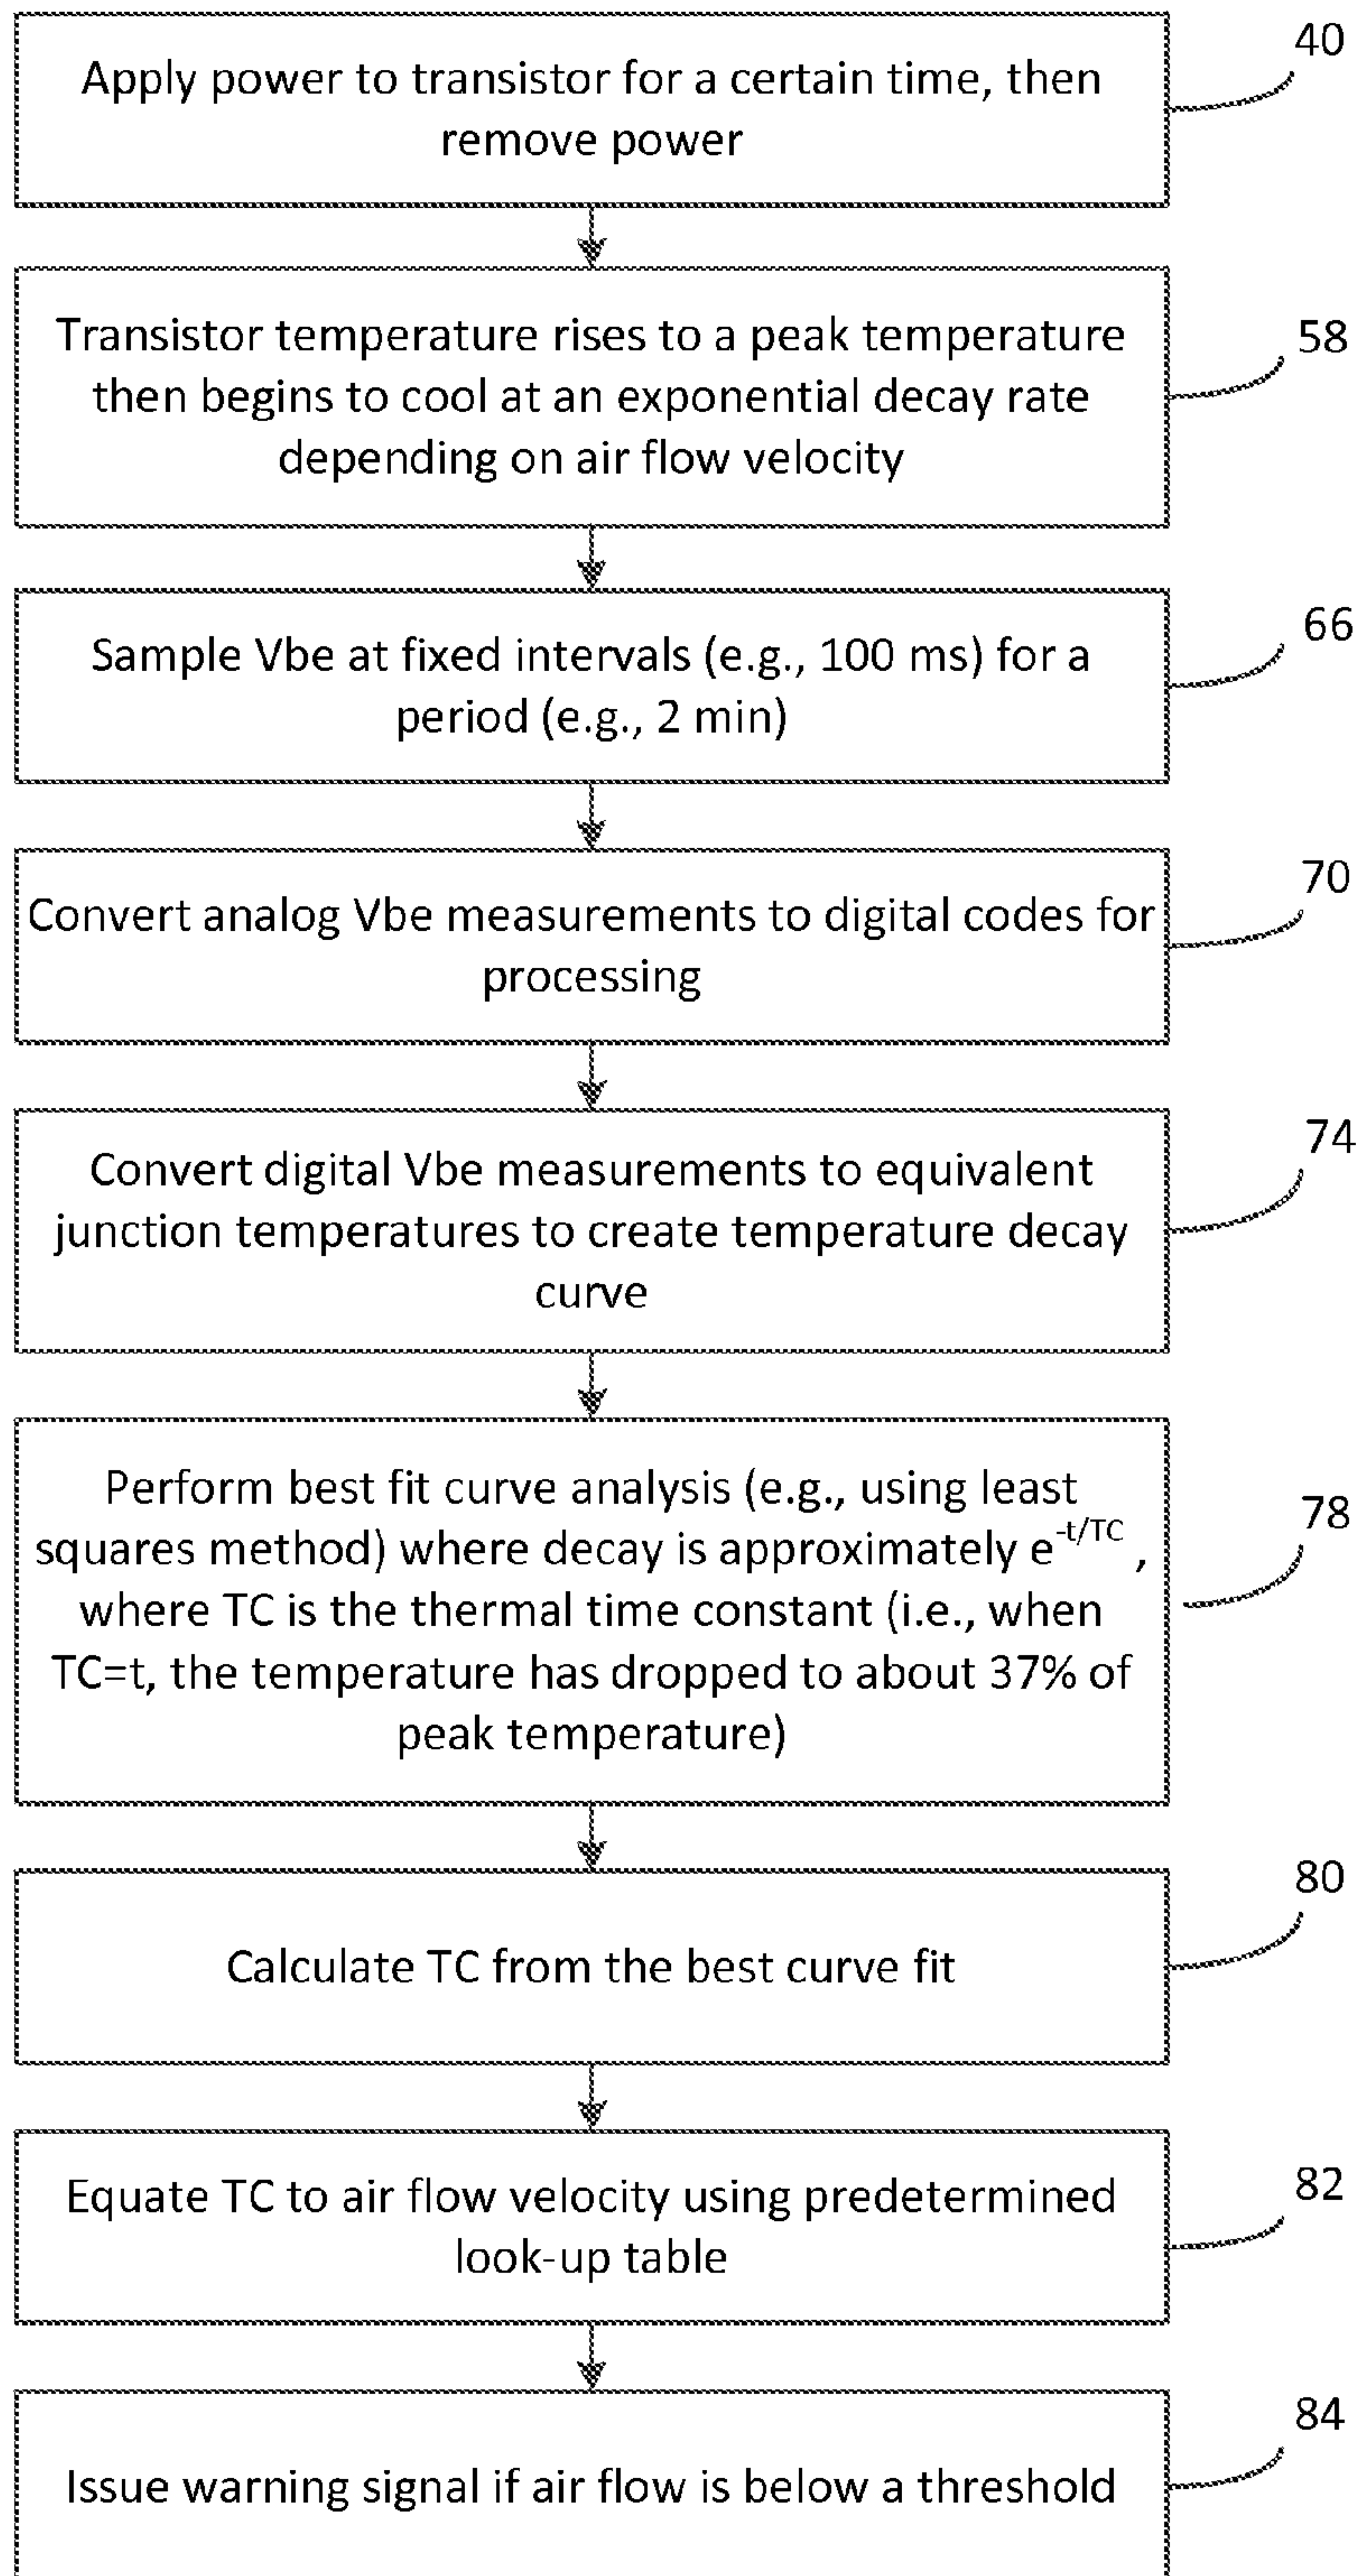 40
Apply power to transistor for a certain time, then
remove power
58
Transistor temperature rises to a peak temperature
then begins to cool at an exponential decay rate
depending on air flow velocity
66
Sample Vbe at fixed intervals (e.g., 100 ms) for a
period (e.g., 2 min)
70
Convert analog Vbe measurements to digital codes for
processing
74
Convert digital Vbe measurements to equivalent
junction temperatures to create temperature decay
curve
78
Perform best fit curve analysis (e.g., using least
squares method) where decay is approximately e^-t/TC ,
where TC is the thermal time constant (i.e., when
TC=t, the temperature has dropped to about 37% of
peak temperature)
80
Calculate TC from the best curve fit
82
Equate TC to air flow velocity using predetermined
look-up table
84
Issue warning signal if air flow is below a threshold